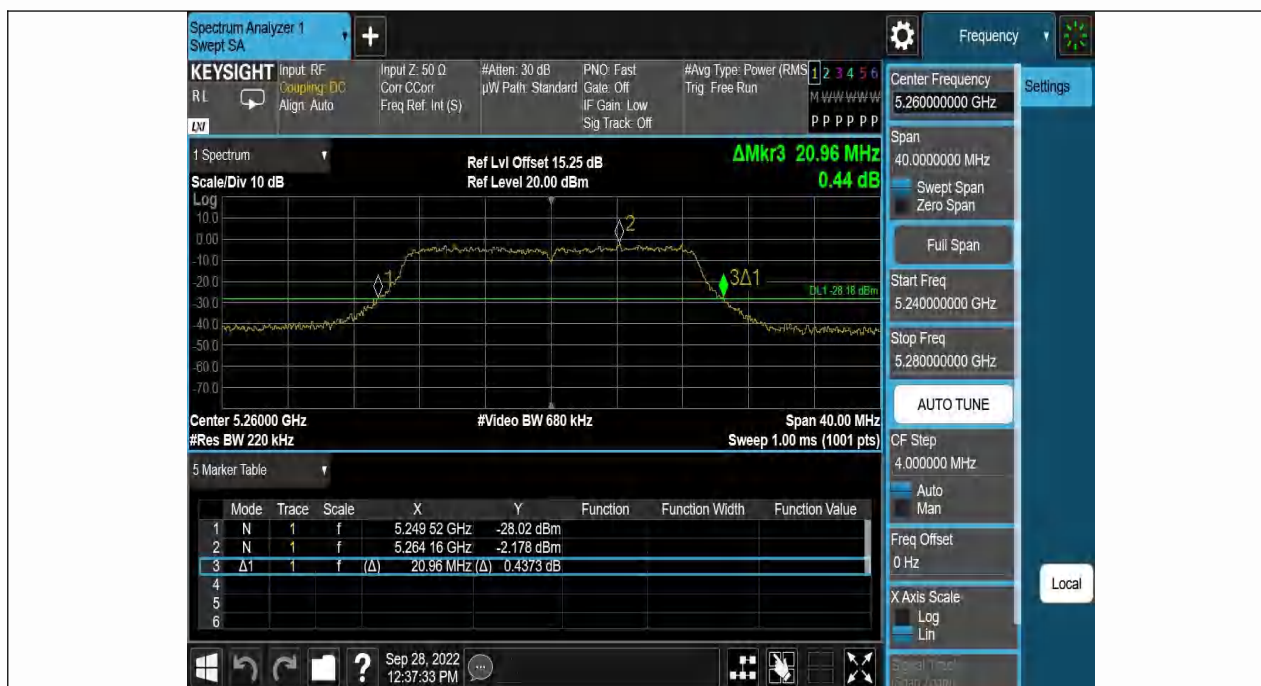 Spectrum Analyzer 1
Swept SA
+
Frequency
KEYSIGHT
RL
LXI
Input: RF
Coupling: DC
Align: Auto
Input Z: 50 Ω
Corr CCorr
Freq Ref: Int (S)
#Atten: 30 dB
µW Path: Standard
PNO: Fast
Gate: Off
IF Gain: Low
Sig Track: Off
#Avg Type: Power (RMS
Trig: Free Run
1 2 3 4 5 6
M W W W W W
P P P P P P
1 Spectrum
Scale/Div 10 dB
Ref Lvl Offset 15.25 dB
Ref Level 20.00 dBm
ΔMkr3 20.96 MHz
0.44 dB
Log
10.0
0.00
-10.0
-20.0
-30.0
-40.0
-50.0
-60.0
-70.0
1
2
3Δ1
DL1 -28.18 dBm
Center 5.26000 GHz
#Video BW 680 kHz
Span 40.00 MHz
#Res BW 220 kHz
Sweep 1.00 ms (1001 pts)
5 Marker Table
Mode Trace Scale X Y Function Function Width Function Value
1 N 1 f 5.249 52 GHz -28.02 dBm
2 N 1 f 5.264 16 GHz -2.178 dBm
3 Δ1 1 f (Δ) 20.96 MHz (Δ) 0.4373 dB
4
5
6
Sep 28, 2022
12:37:33 PM
?
Center Frequency
5.260000000 GHz
Span
40.0000000 MHz
Swept Span
Zero Span
Full Span
Start Freq
5.240000000 GHz
Stop Freq
5.280000000 GHz
AUTO TUNE
CF Step
4.000000 MHz
Auto
Man
Freq Offset
0 Hz
X Axis Scale
Log
Lin
Settings
Local